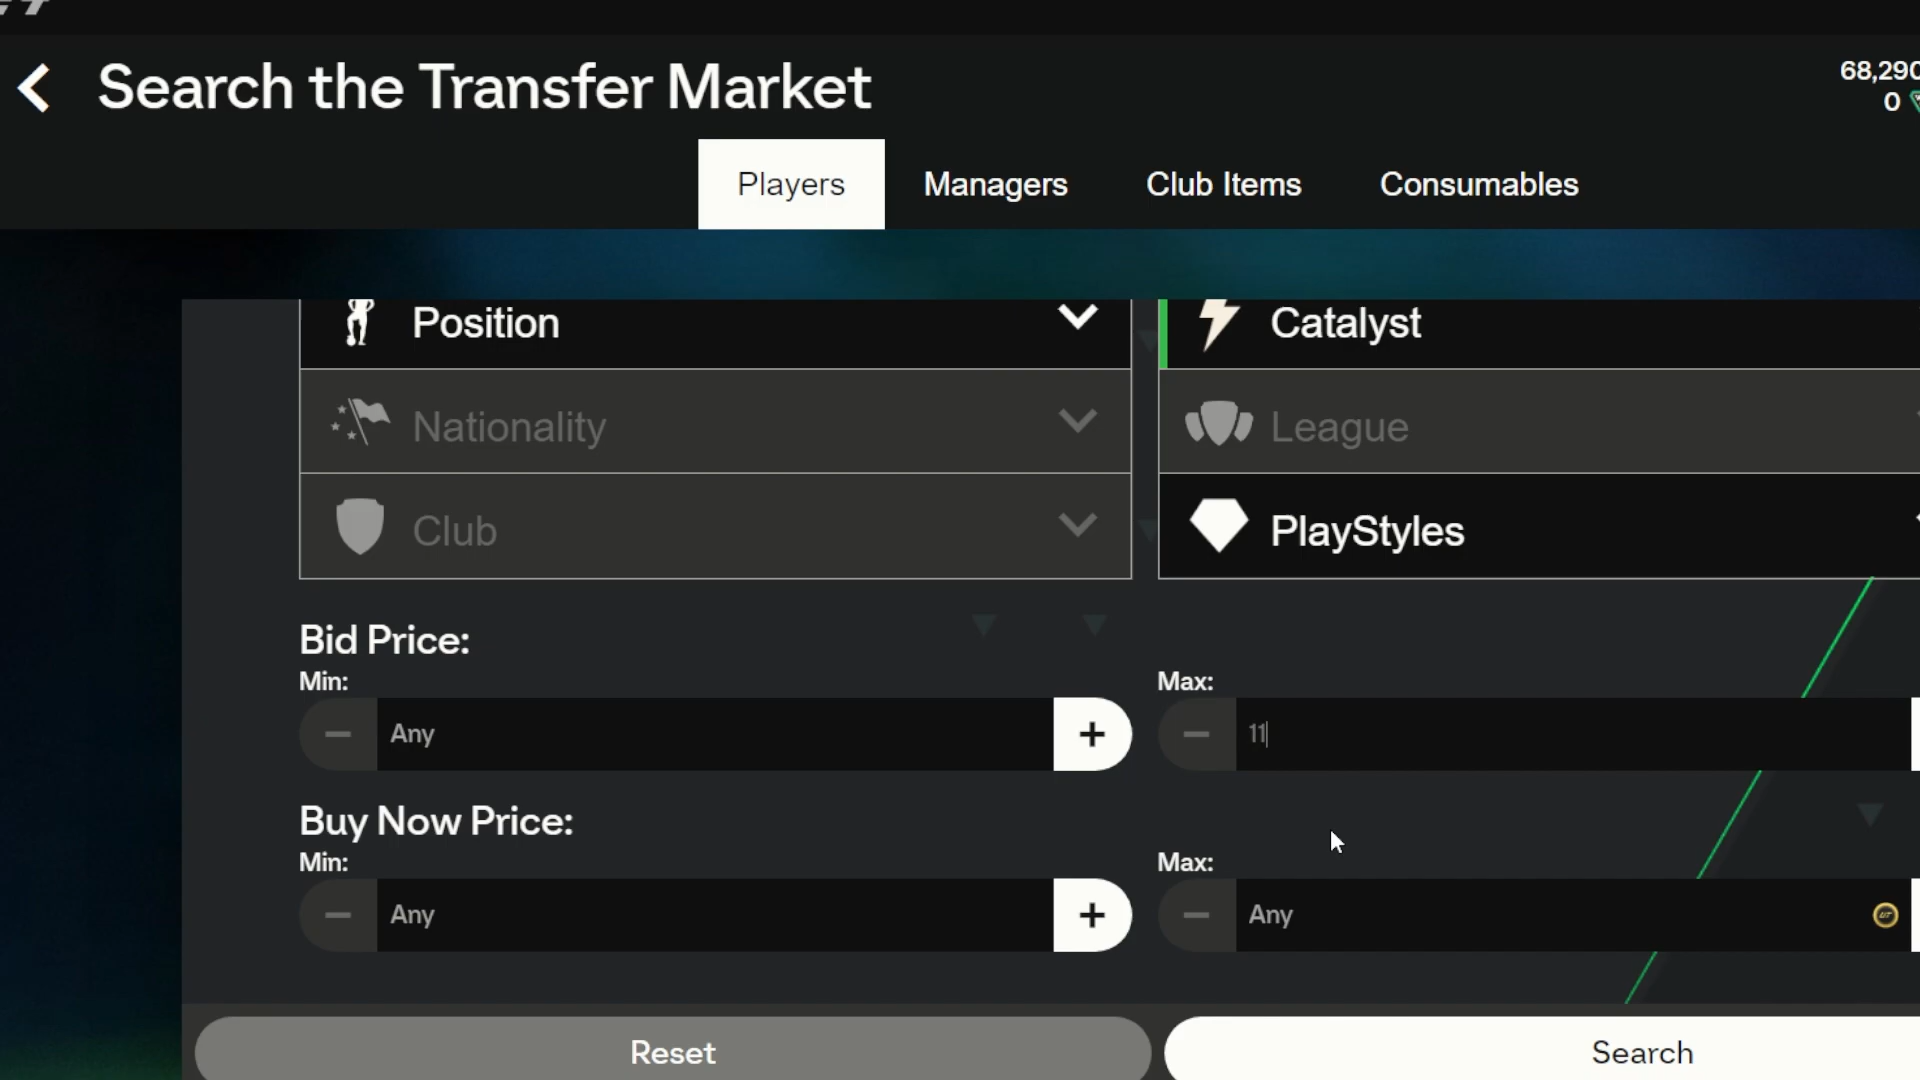 Search the Transfer Market
68,290
0
Players Managers Club Items Consumables
Position Catalyst
Nationality League
Club PlayStyles
Bid Price:
Min: Max:
Any 11
Buy Now Price:
Min: Max:
Any Any
Reset Search